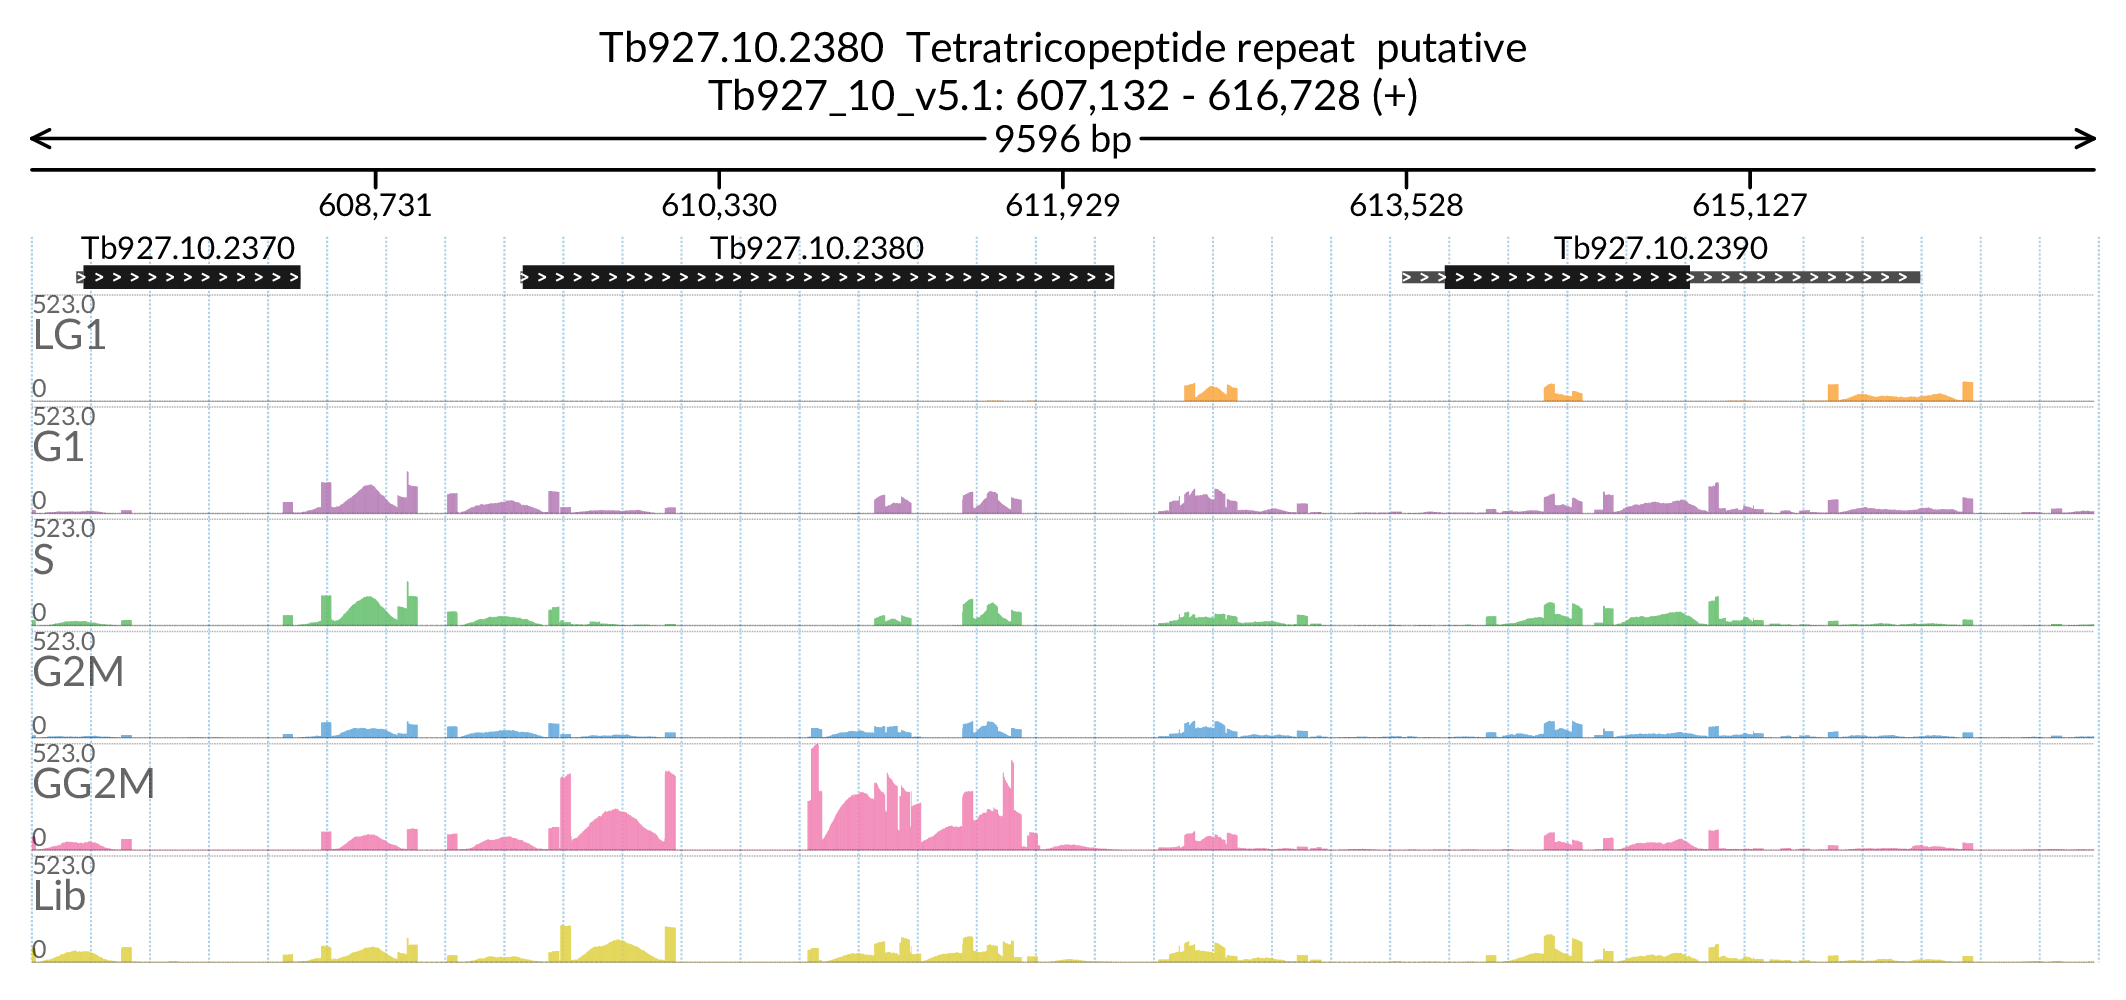 Tb927.10.2380 Tetratricopeptide repeat putative
Tb927_10_v5.1: 607,132 - 616,728 (+)
9596 bp
608,731 610,330 611,929 613,528 615,127
Tb927.10.2370 Tb927.10.2380 Tb927.10.2390
523.0
LG1
0
523.0
G1
0
523.0
S
0
523.0
G2M
0
523.0
GG2M
0
523.0
Lib
0